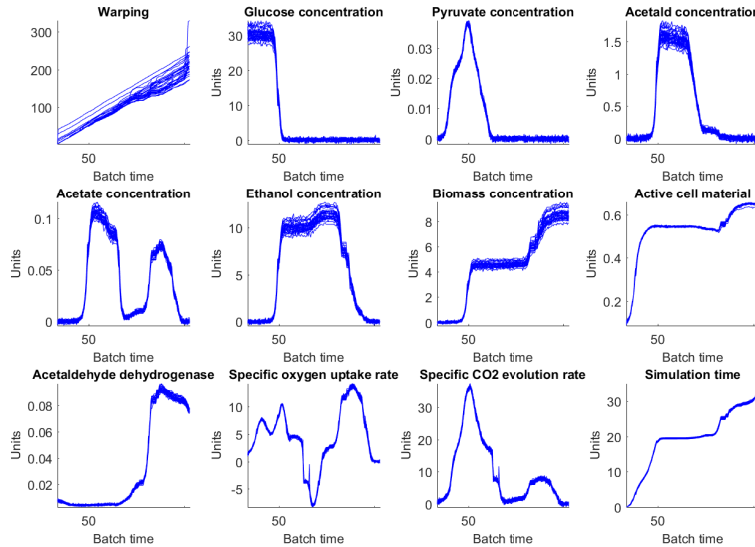 Warping
300
200
100
50
Batch time
Glucose concentration
Units
30
20
10
0
50
Batch time
Pyruvate concentration
Units
0.03
0.02
0.01
0
50
Batch time
Acetald concentration
Units
1.5
1
0.5
0
50
Batch time
Acetate concentration
Units
0.1
0.05
0
50
Batch time
Ethanol concentration
Units
10
5
0
50
Batch time
Biomass concentration
Units
8
6
4
2
0
50
Batch time
Active cell material
Units
0.6
0.4
0.2
50
Batch time
Acetaldehyde dehydrogenase
Units
0.08
0.06
0.04
0.02
50
Batch time
Specific oxygen uptake rate
Units
10
5
0
-5
50
Batch time
Specific CO2 evolution rate
Units
30
20
10
0
50
Batch time
Simulation time
Units
30
20
10
0
50
Batch time